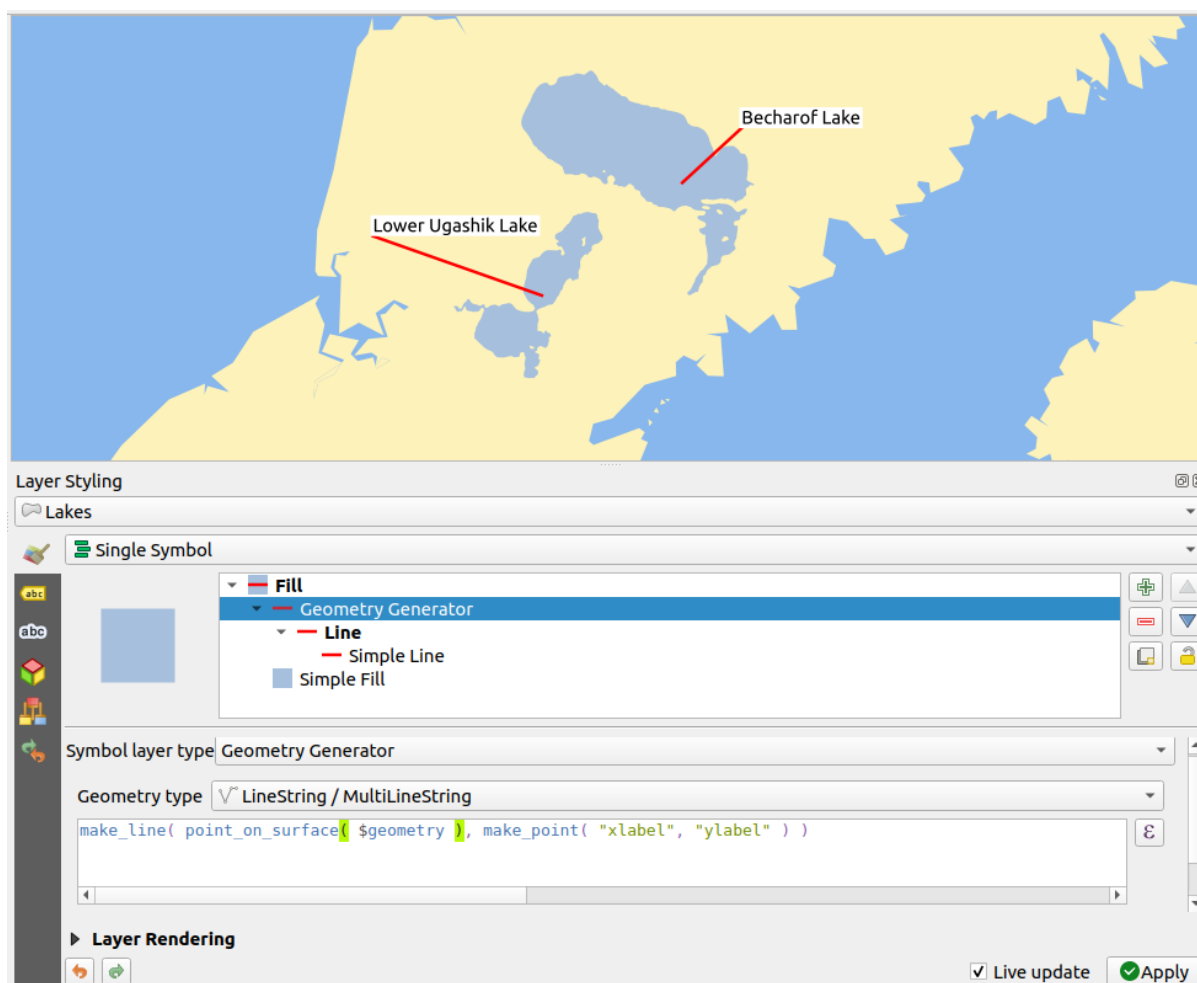 Becharof Lake
Lower Ugashik Lake
Layer Styling
Lakes
Single Symbol
abc
abc
Fill
Geometry Generator
Line
Simple Line
Simple Fill
Symbol layer type Geometry Generator
Geometry type LineString / MultiLineString
make_line( point_on_surface( $geometry ), make_point( "xlabel", "ylabel" ) )
ε
Layer Rendering
Live update Apply